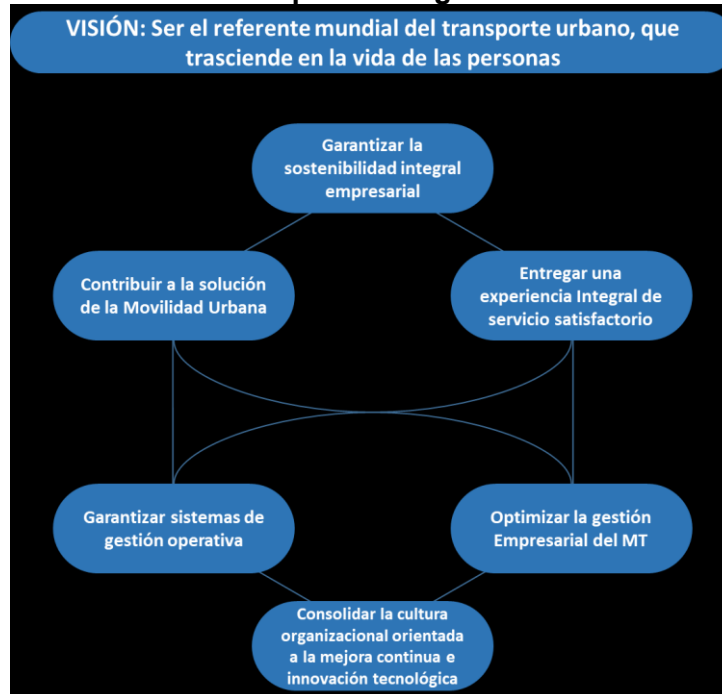 VISIÓN: Ser el referente mundial del transporte urbano, que
trasciende en la vida de las personas
Garantizar la
sostenibilidad integral
empresarial
Contribuir a la solución
de la Movilidad Urbana
Entregar una
experiencia Integral de
servicio satisfactorio
Garantizar sistemas de
gestión operativa
Optimizar la gestión
Empresarial del MT
Consolidar la cultura
organizacional orientada
a la mejora continua e
innovación tecnológica